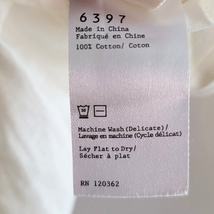 6397
Made in China
Fabriqué en Chine
100% Cotton/ Coton
Machine Wash (Delicate)/
Lavage en machine (Cycle délicat)
Lay Flat to Dry/
Sécher à plat
RN 120362